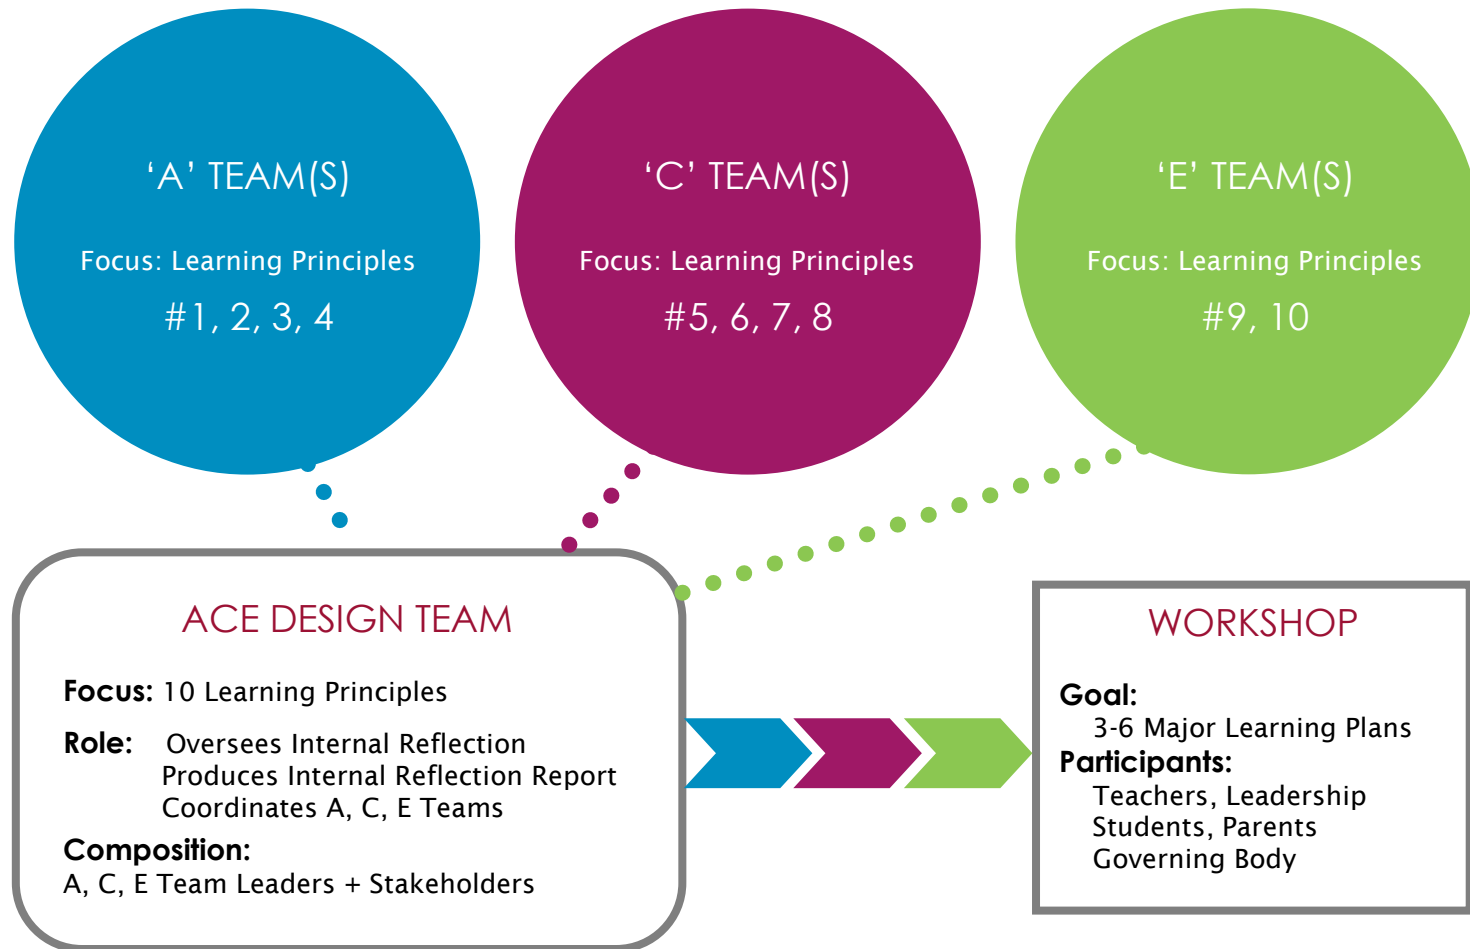 ‘A’ TEAM(S)
Focus: Learning Principles
#1, 2, 3, 4
‘C’ TEAM(S)
Focus: Learning Principles
#5, 6, 7, 8
‘E’ TEAM(S)
Focus: Learning Principles
#9, 10
ACE DESIGN TEAM
Focus: 10 Learning Principles
Role: Oversees Internal Reflection
Produces Internal Reflection Report
Coordinates A, C, E Teams
Composition:
A, C, E Team Leaders + Stakeholders
WORKSHOP
Goal:
3-6 Major Learning Plans
Participants:
Teachers, Leadership
Students, Parents
Governing Body